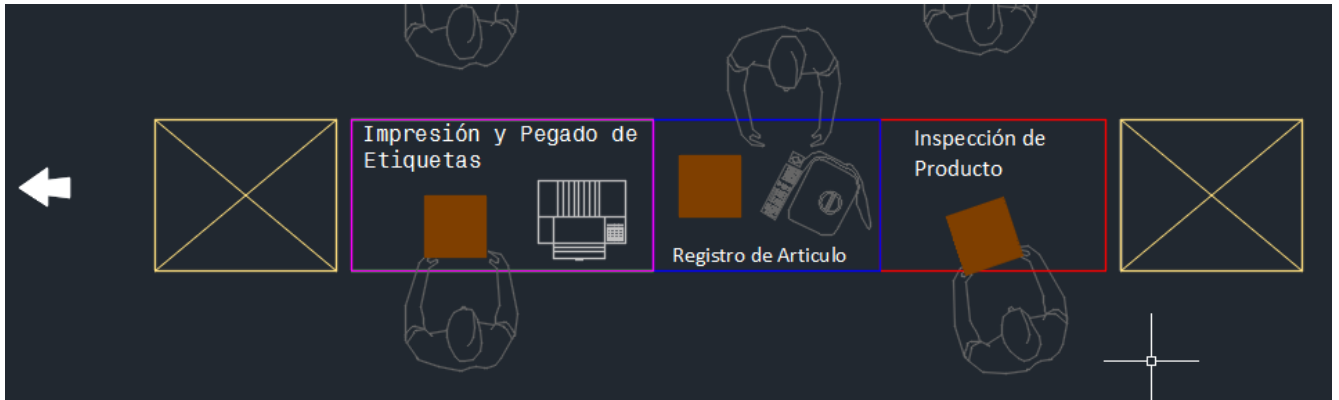 Impresión y Pegado de
Etiquetas
Registro de Articulo
Inspección de
Producto